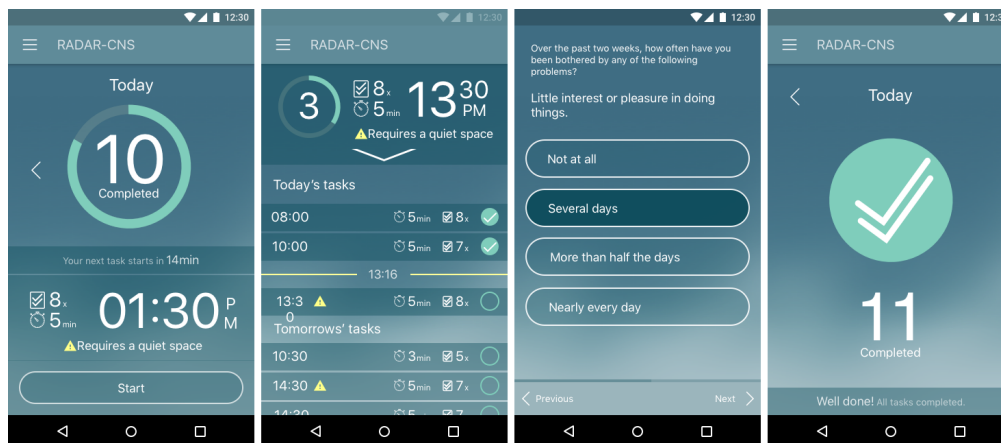 12:30
RADAR-CNS
Today
10
Completed
Your next task starts in 14min
8x
5min
01:30 PM
Requires a quiet space
Start
12:30
RADAR-CNS
3
8x
5min
13 30 PM
Requires a quiet space
Today's tasks
08:00 5min 8x
10:00 5min 7x
13:16
13:3
0
5min 8x
Tomorrows' tasks
10:30 3min 5x
14:30 5min 7x
12:30
Over the past two weeks, how often have you
been bothered by any of the following
problems?
Little interest or pleasure in doing
things.
Not at all
Several days
More than half the days
Nearly every day
Previous Next
12:30
RADAR-CNS
Today
11
Completed
Well done! All tasks completed.